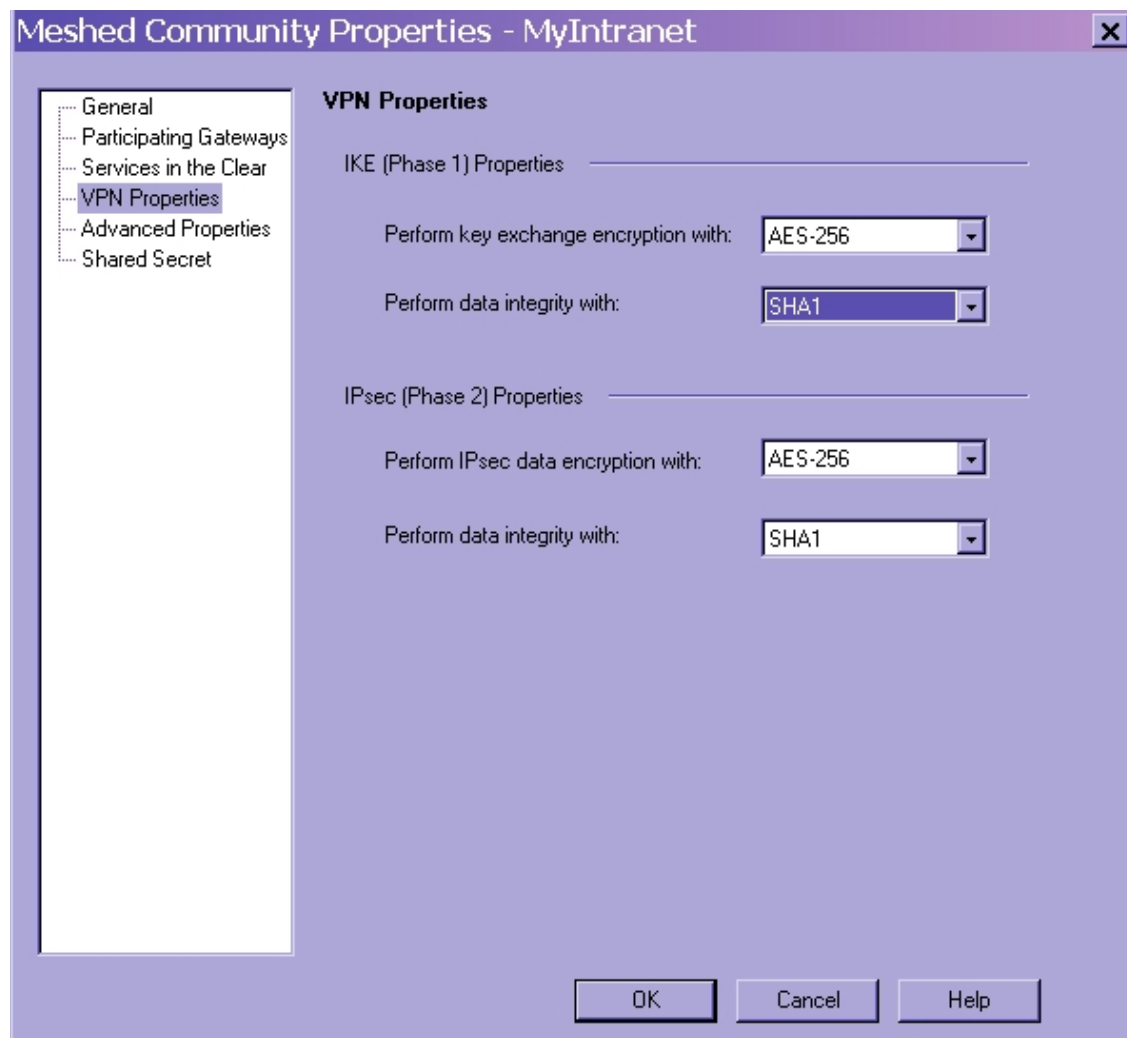 Meshed Community Properties - MyIntranet
General
Participating Gateways
Services in the Clear
VPN Properties
Advanced Properties
Shared Secret
VPN Properties
IKE (Phase 1) Properties
Perform key exchange encryption with: AES-256
Perform data integrity with: SHA1
IPsec (Phase 2) Properties
Perform IPsec data encryption with: AES-256
Perform data integrity with: SHA1
OK Cancel Help